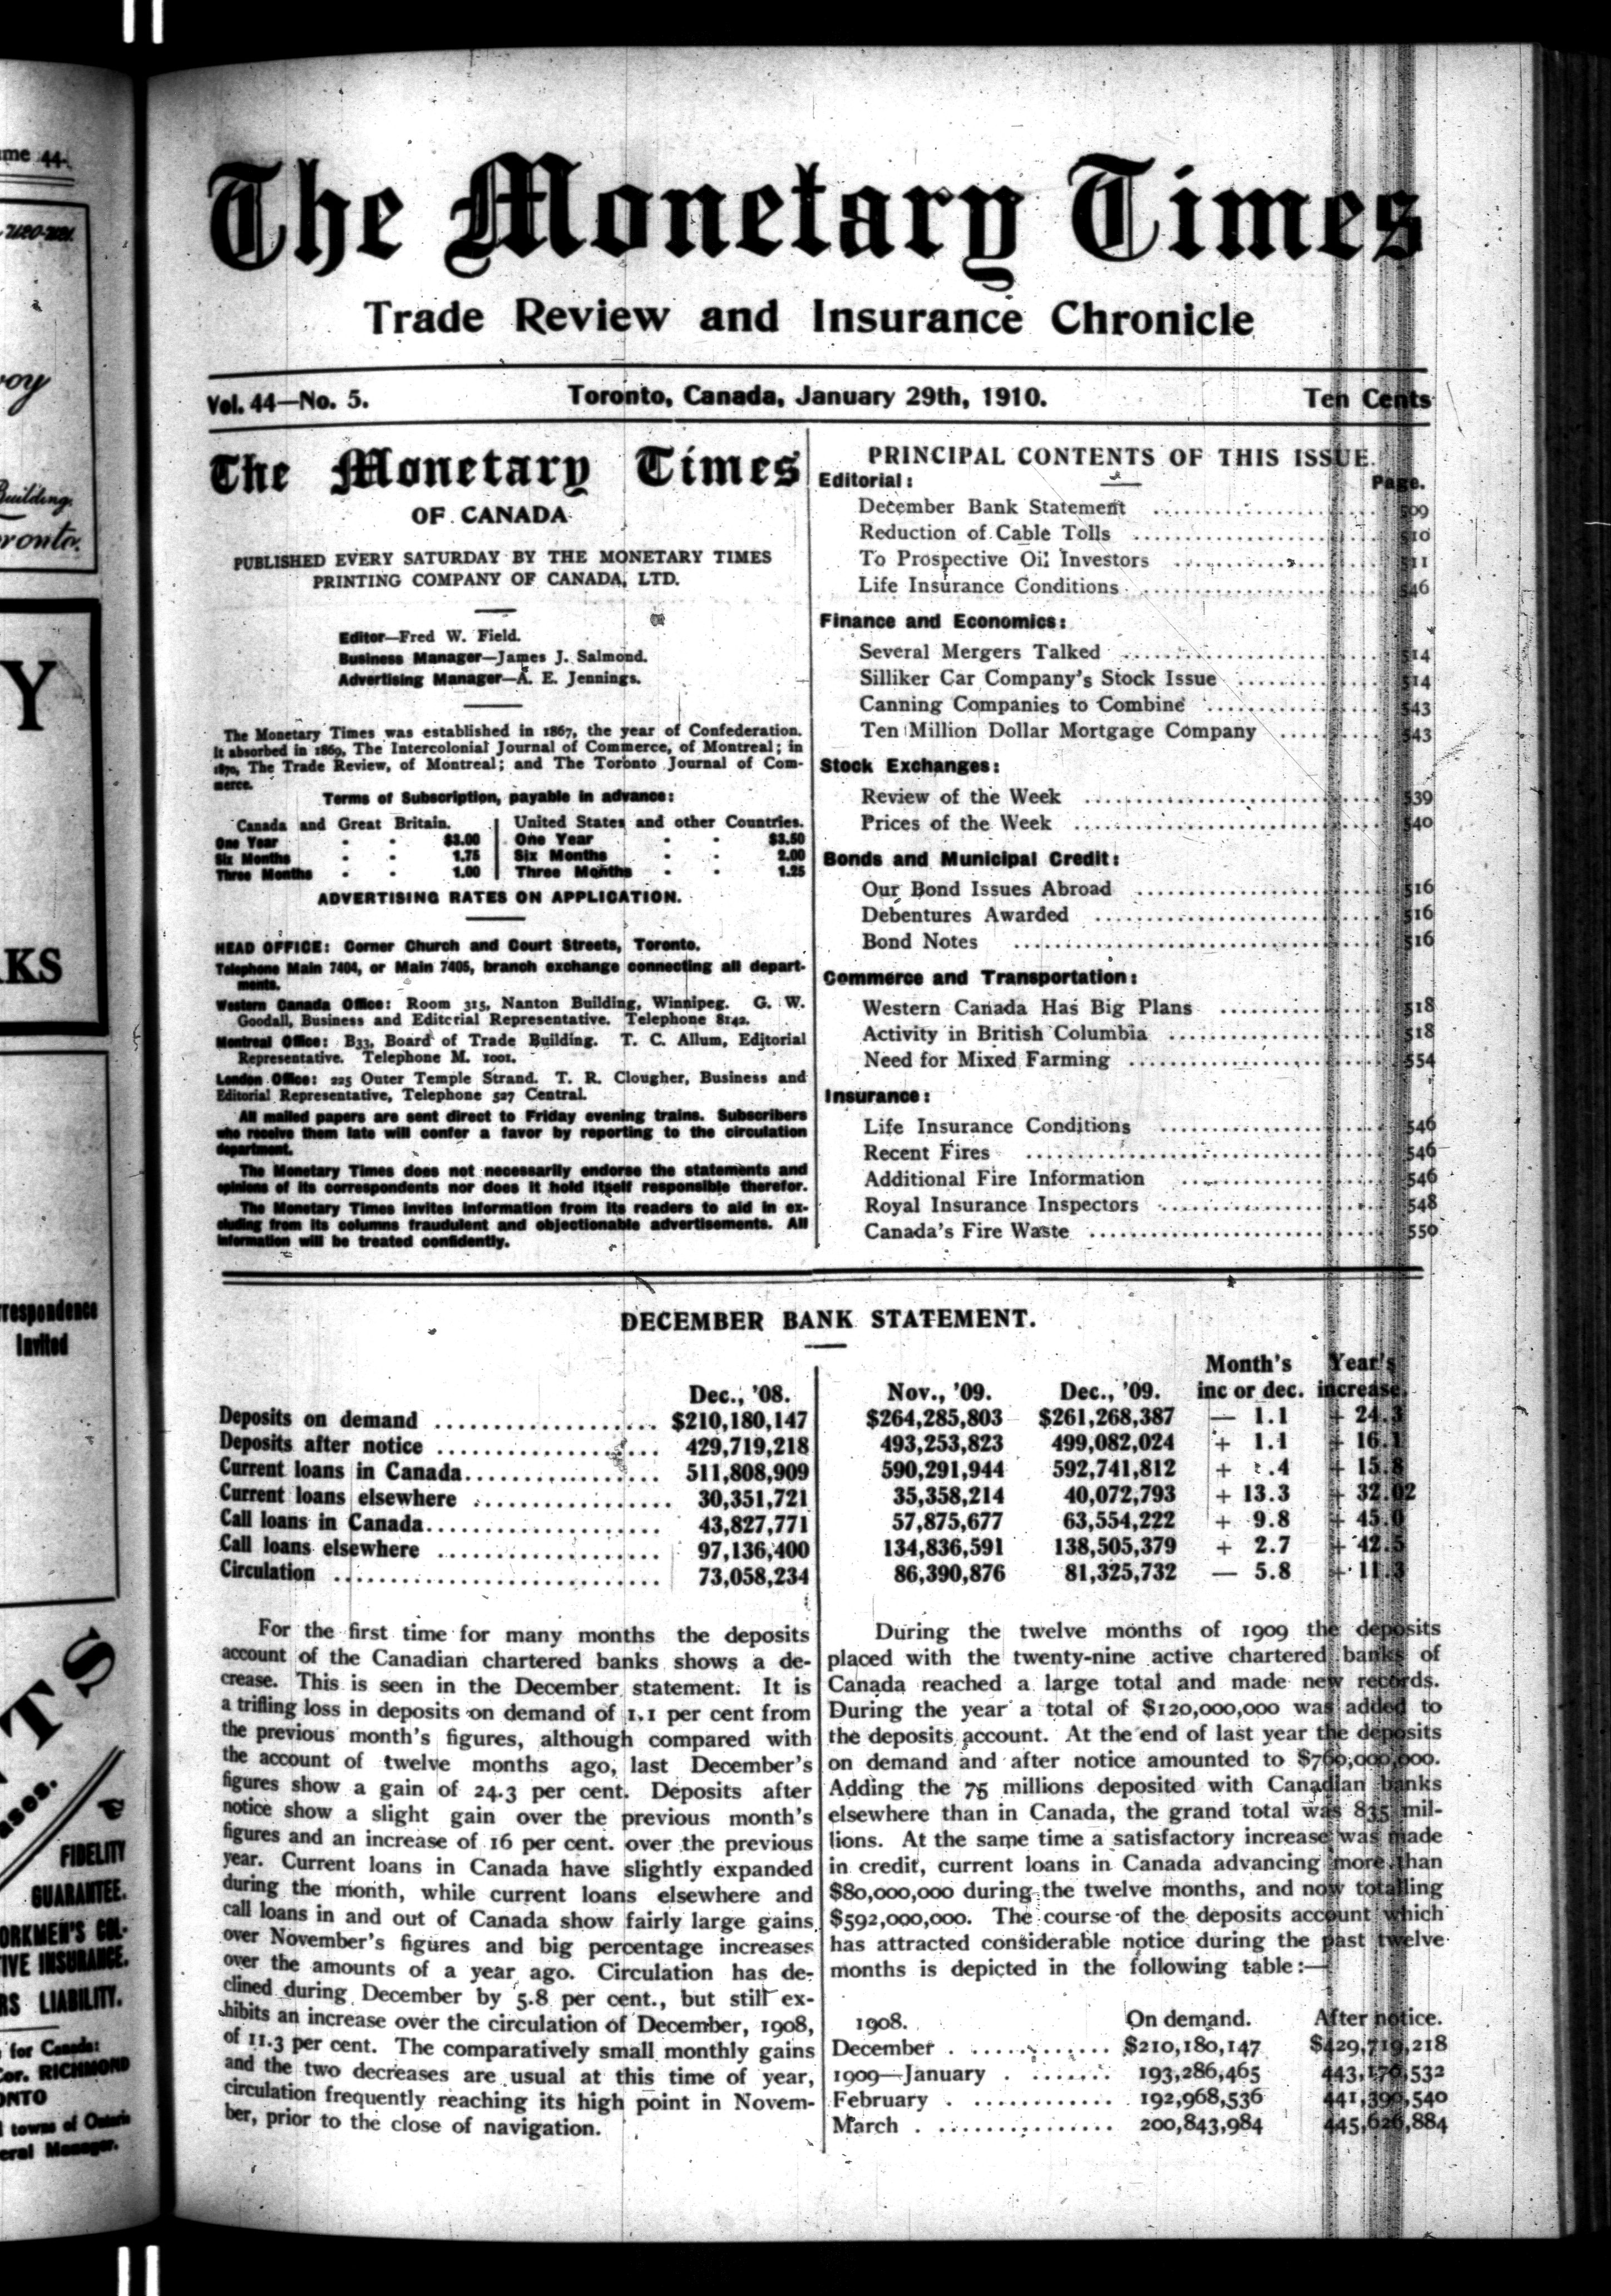 The Monetary Times
Trade Review and Insurance Chronicle
Vol. 44—No. 5. Toronto, Canada, January 29th, 1910. Ten Cents
The Monetary Times
OF CANADA
PUBLISHED EVERY SATURDAY BY THE MONETARY TIMES
PRINTING COMPANY OF CANADA, LTD.
Editor—Fred W. Field.
Business Manager—James J. Salmond.
Advertising Manager—A. E. Jennings.
The Monetary Times was established in 1867, the year of Confederation.
It absorbed in 1869, The Intercolonial Journal of Commerce, of Montreal; in
1870, The Trade Review, of Montreal; and The Toronto Journal of Com-
merce.
Terms of Subscription, payable in advance:
Canada and Great Britain. United States and other Countries.
One Year - - $3.00 One Year - - $3.50
Six Months - - 1.75 Six Months - - 2.00
Three Months - - 1.00 Three Months - - 1.25
ADVERTISING RATES ON APPLICATION.
HEAD OFFICE: Corner Church and Court Streets, Toronto.
Telephone Main 7404, or Main 7405, branch exchange connecting all depart-
ments.
Western Canada Office: Room 315, Nanton Building, Winnipeg. G. W.
Goodall, Business and Editorial Representative. Telephone 8142.
Montreal Office: B33, Board of Trade Building. T. C. Allum, Editorial
Representative. Telephone M. 1001.
London Office: 225 Outer Temple Strand. T. R. Clougher, Business and
Editorial Representative, Telephone 527 Central.
All mailed papers are sent direct to Friday evening trains. Subscribers
who receive them late will confer a favor by reporting to the circulation
department.
The Monetary Times does not necessarily endorse the statements and
opinions of its correspondents nor does it hold itself responsible therefor.
The Monetary Times invites information from its readers to aid in ex-
cluding from its columns fraudulent and objectionable advertisements. All
information will be treated confidently.
PRINCIPAL CONTENTS OF THIS ISSUE.
Editorial: Page.
December Bank Statement 509
Reduction of Cable Tolls 510
To Prospective Oil Investors 511
Life Insurance Conditions 546
Finance and Economics:
Several Mergers Talked 514
Silliker Car Company's Stock Issue 514
Canning Companies to Combine 543
Ten Million Dollar Mortgage Company 543
Stock Exchanges:
Review of the Week 539
Prices of the Week 540
Bonds and Municipal Credit:
Our Bond Issues Abroad 516
Debentures Awarded 516
Bond Notes 516
Commerce and Transportation:
Western Canada Has Big Plans 518
Activity in British Columbia 518
Need for Mixed Farming 554
Insurance:
Life Insurance Conditions 546
Recent Fires 546
Additional Fire Information 546
Royal Insurance Inspectors 548
Canada's Fire Waste 550
DECEMBER BANK STATEMENT.
Month's Year's
Dec., '08. Nov., '09. Dec., '09. inc or dec. increase.
Deposits on demand $210,180,147 $264,285,803 $261,268,387 — 1.1 + 24.3
Deposits after notice 429,719,218 493,253,823 499,082,024 + 1.1 + 16.1
Current loans in Canada 511,808,909 590,291,944 592,741,812 + .4 + 15.8
Current loans elsewhere 30,351,721 35,358,214 40,072,793 + 13.3 + 32.02
Call loans in Canada 43,827,771 57,875,677 63,554,222 + 9.8 + 45.0
Call loans elsewhere 97,136,400 134,836,591 138,505,379 + 2.7 + 42.5
Circulation 73,058,234 86,390,876 81,325,732 — 5.8 + 11.3
For the first time for many months the deposits
account of the Canadian chartered banks shows a de-
crease. This is seen in the December statement. It is
a trifling loss in deposits on demand of 1.1 per cent from
the previous month's figures, although compared with
the account of twelve months ago, last December's
figures show a gain of 24.3 per cent. Deposits after
notice show a slight gain over the previous month's
figures and an increase of 16 per cent. over the previous
year. Current loans in Canada have slightly expanded
during the month, while current loans elsewhere and
call loans in and out of Canada show fairly large gains
over November's figures and big percentage increases
over the amounts of a year ago. Circulation has de-
clined during December by 5.8 per cent., but still ex-
hibits an increase over the circulation of December, 1908,
of 11.3 per cent. The comparatively small monthly gains
and the two decreases are usual at this time of year,
circulation frequently reaching its high point in Novem-
ber, prior to the close of navigation.
During the twelve months of 1909 the deposits
placed with the twenty-nine active chartered banks of
Canada reached a large total and made new records.
During the year a total of $120,000,000 was added to
the deposits account. At the end of last year the deposits
on demand and after notice amounted to $760,000,000.
Adding the 75 millions deposited with Canadian banks
elsewhere than in Canada, the grand total was 835 mil-
lions. At the same time a satisfactory increase was made
in credit, current loans in Canada advancing more than
$80,000,000 during the twelve months, and now totalling
$592,000,000. The course of the deposits account which
has attracted considerable notice during the past twelve
months is depicted in the following table:—
1908. On demand. After notice.
December $210,180,147 $429,719,218
1909—January 193,286,465 443,170,532
February 192,968,536 441,390,540
March 200,843,984 445,626,884
Building
FIDELITY
GUARANTEE.
LIABILITY.
for Canada:
RICHMOND
towns of Ontario
Manager.
Invited